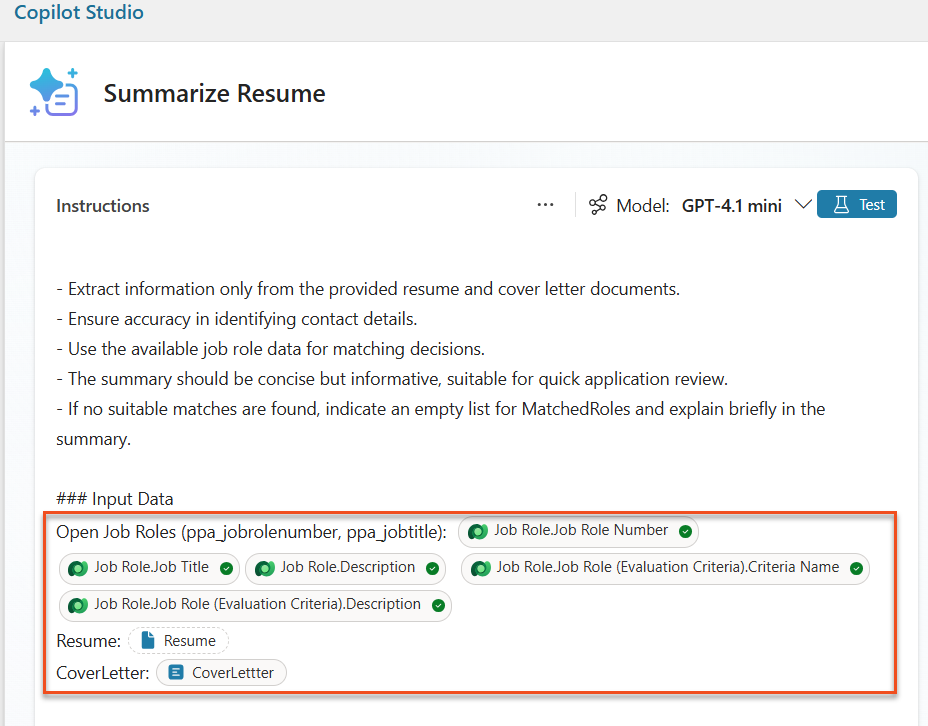 Copilot Studio
Summarize Resume
Instructions ... Model: GPT-4.1 mini Test
- Extract information only from the provided resume and cover letter documents.
- Ensure accuracy in identifying contact details.
- Use the available job role data for matching decisions.
- The summary should be concise but informative, suitable for quick application review.
- If no suitable matches are found, indicate an empty list for MatchedRoles and explain briefly in the
summary.
### Input Data
Open Job Roles (ppa_jobrolenumber, ppa_jobtitle): Job Role.Job Role Number
Job Role.Job Title Job Role.Description Job Role.Job Role (Evaluation Criteria).Criteria Name
Job Role.Job Role (Evaluation Criteria).Description
Resume: Resume
CoverLetter: CoverLettter